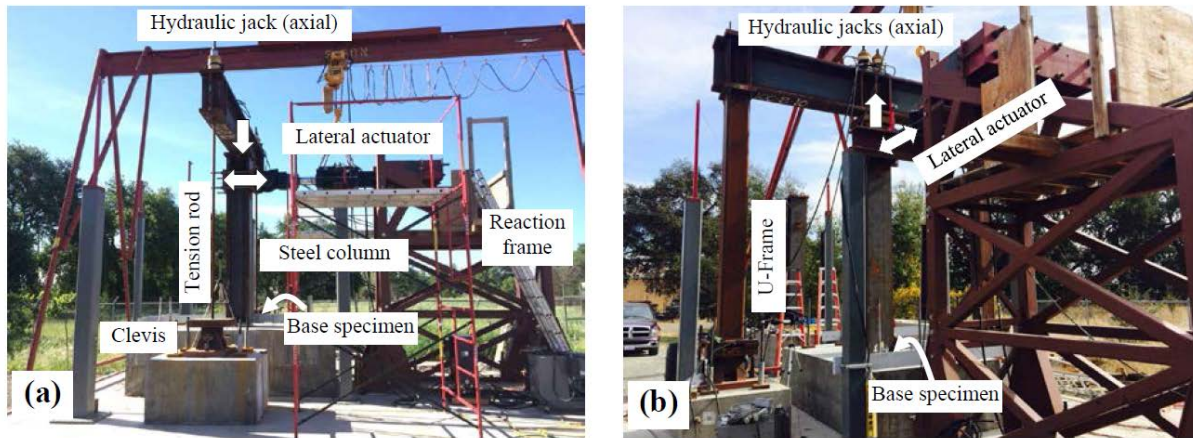 Hydraulic jack (axial)
Lateral actuator
Tension rod
Steel column
Reaction
frame
Base specimen
Clevis
(a)
Hydraulic jacks (axial)
Lateral actuator
U-Frame
Base specimen
(b)